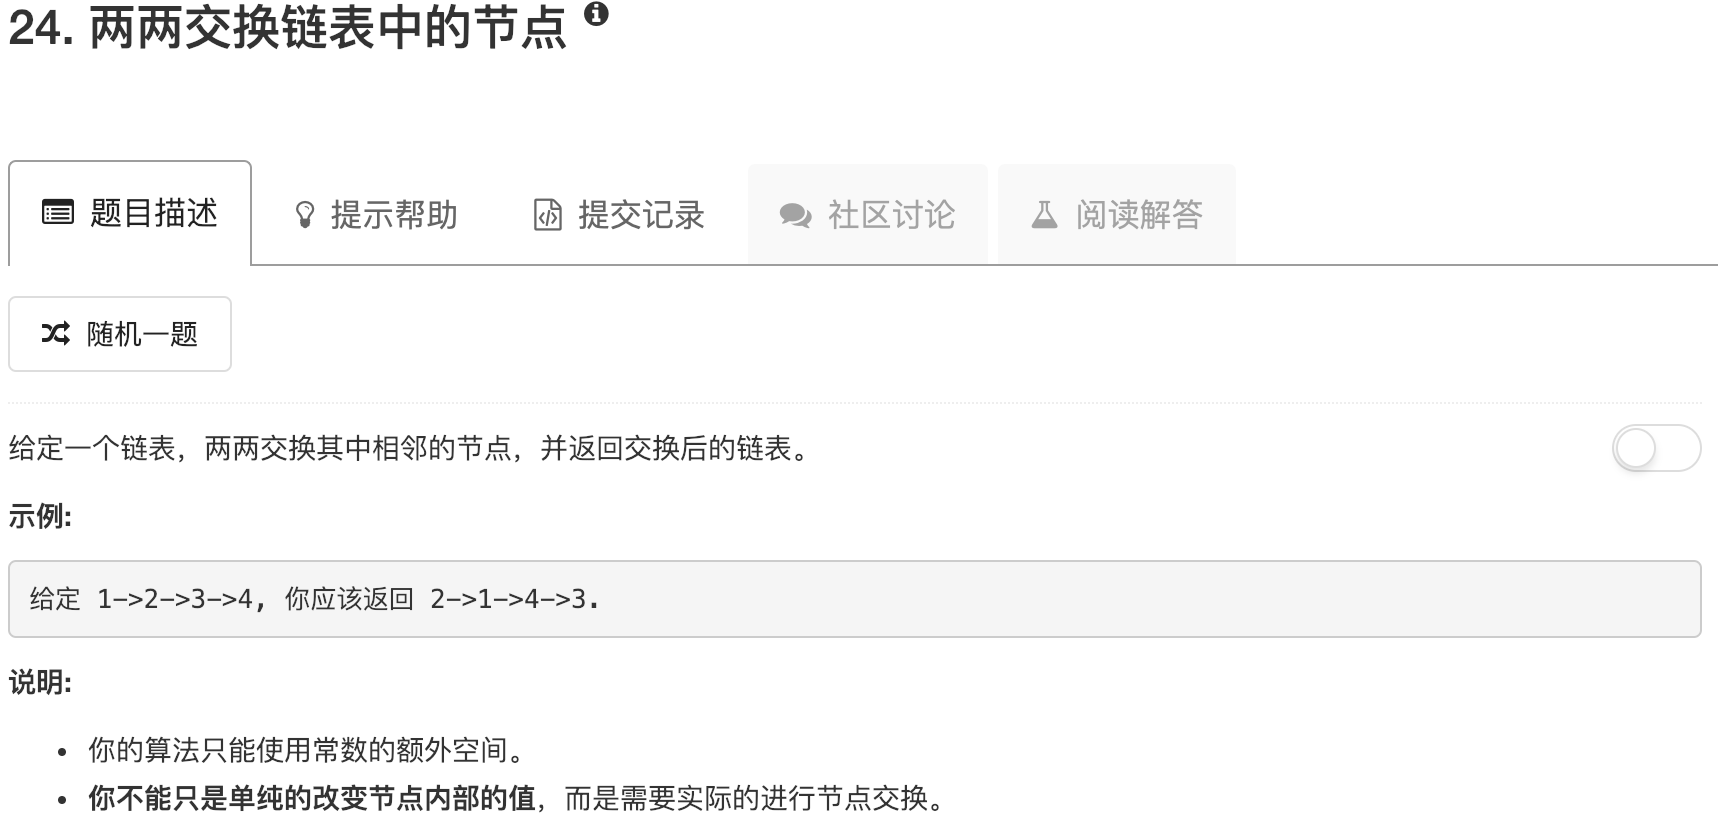 24. 两两交换链表中的节点
题目描述 提示帮助 提交记录 社区讨论 阅读解答
随机一题
给定一个链表，两两交换其中相邻的节点，并返回交换后的链表。
示例:
给定 1->2->3->4, 你应该返回 2->1->4->3.
说明:
• 你的算法只能使用常数的额外空间。
• 你不能只是单纯的改变节点内部的值，而是需要实际的进行节点交换。